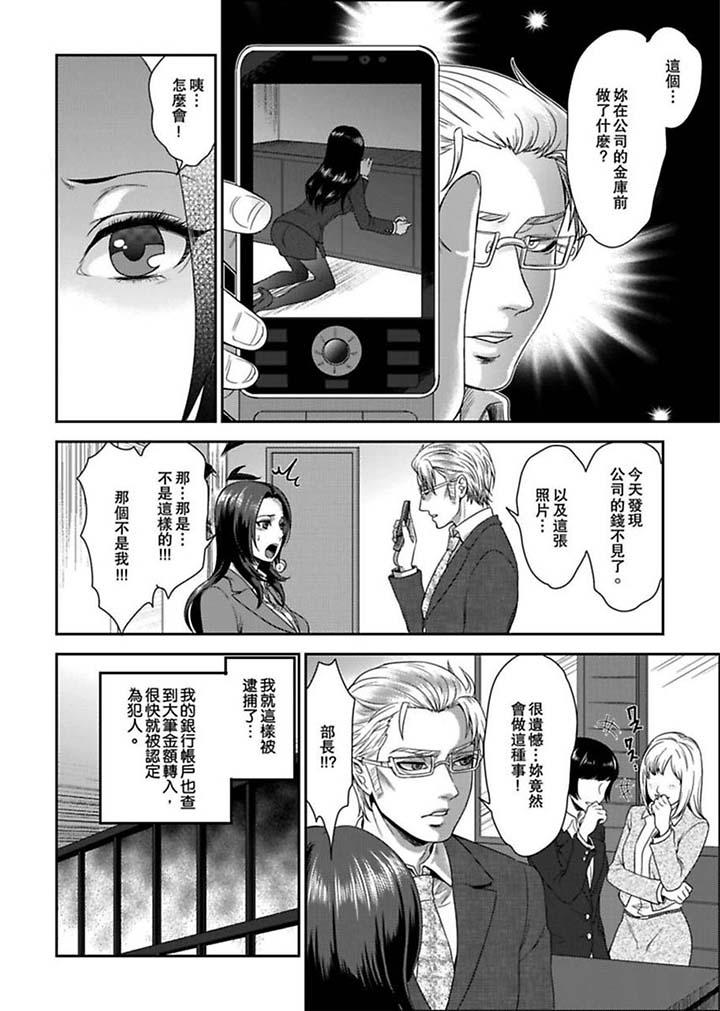 這個…
妳在公司的金庫前
做了什麼？
咦…
怎麼會！
今天發現
公司的錢不見了。
以及這張
照片…
那…那是…
不是這樣的!!!
那個不是我!!!
很遺憾…妳竟然
會做這種事！
部長!!?
我就這樣被
逮捕了…
我的銀行帳戶也查
到大筆金額轉入，
很快就被認定
為犯人。